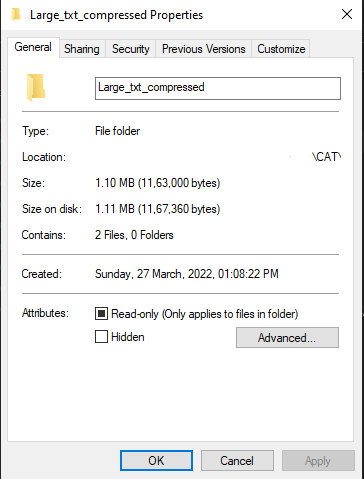 Large_txt_compressed Properties
General Sharing Security Previous Versions Customize
Large_txt_compressed
Type: File folder
Location: \CAT\
Size: 1.10 MB (11,63,000 bytes)
Size on disk: 1.11 MB (11,67,360 bytes)
Contains: 2 Files, 0 Folders
Created: Sunday, 27 March, 2022, 01:08:22 PM
Attributes: Read-only (Only applies to files in folder)
Hidden Advanced...
OK Cancel Apply